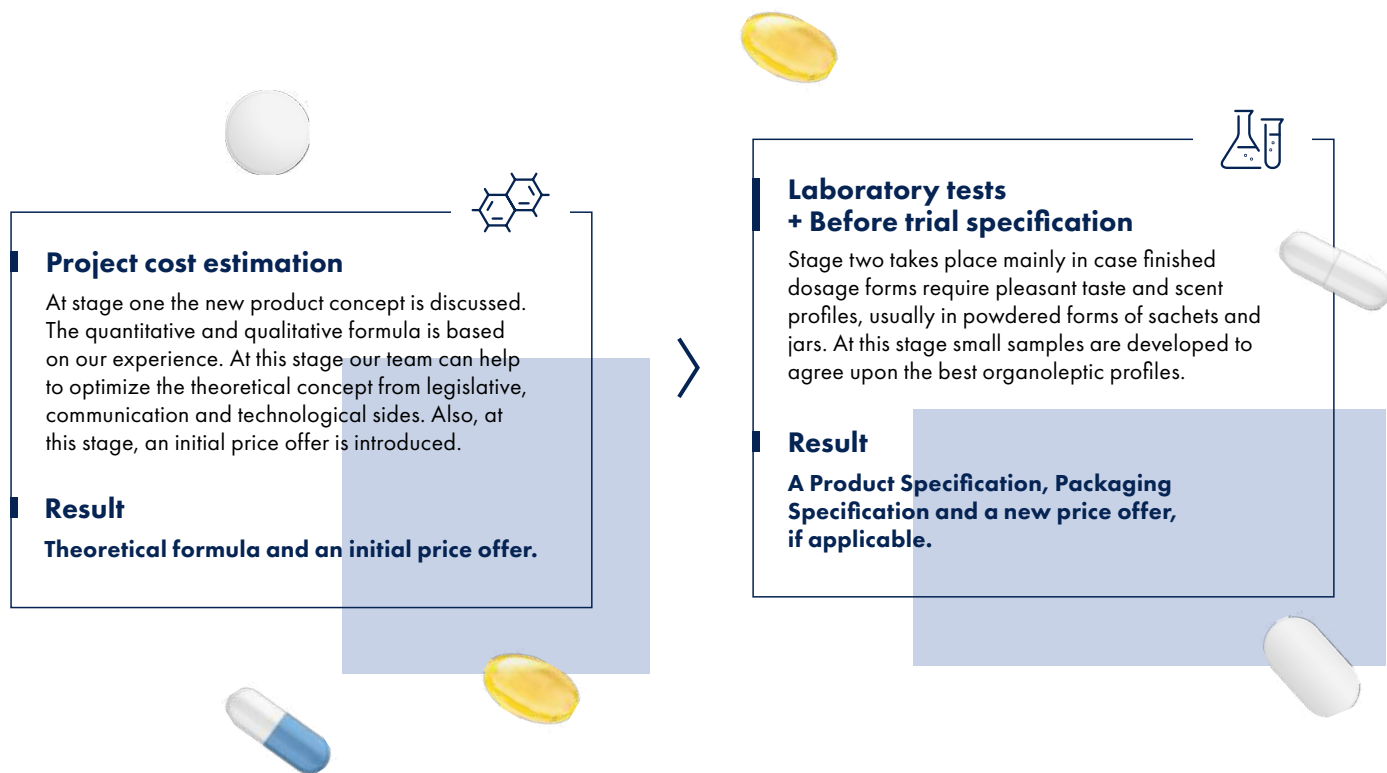 Project cost estimation
At stage one the new product concept is discussed.
The quantitative and qualitative formula is based
on our experience. At this stage our team can help
to optimize the theoretical concept from legislative,
communication and technological sides. Also, at
this stage, an initial price offer is introduced.
Result
Theoretical formula and an initial price offer.
Laboratory tests
+ Before trial specification
Stage two takes place mainly in case finished
dosage forms require pleasant taste and scent
profiles, usually in powdered forms of sachets and
jars. At this stage small samples are developed to
agree upon the best organoleptic profiles.
Result
A Product Specification, Packaging
Specification and a new price offer,
if applicable.